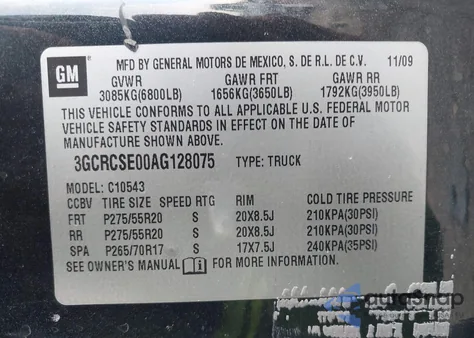 GM
MFD BY GENERAL MOTORS DE MEXICO, S. DE R.L. DE C.V. 11/09
GVWR GAWR FRT GAWR RR
3085KG(6800LB) 1656KG(3650LB) 1792KG(3950LB)
THIS VEHICLE CONFORMS TO ALL APPLICABLE U.S. FEDERAL MOTOR
VEHICLE SAFETY STANDARDS IN EFFECT ON THE DATE OF
MANUFACTURE SHOWN ABOVE.
3GCRCSE00AG128075 TYPE: TRUCK
MODEL: C10543
CCBV TIRE SIZE SPEED RTG RIM COLD TIRE PRESSURE
FRT P275/55R20 S 20X8.5J 210KPA(30PSI)
RR P275/55R20 S 20X8.5J 210KPA(30PSI)
SPA P265/70R17 S 17X7.5J 240KPA(35PSI)
SEE OWNER'S MANUAL FOR MORE INFORMATION.
autoSnap